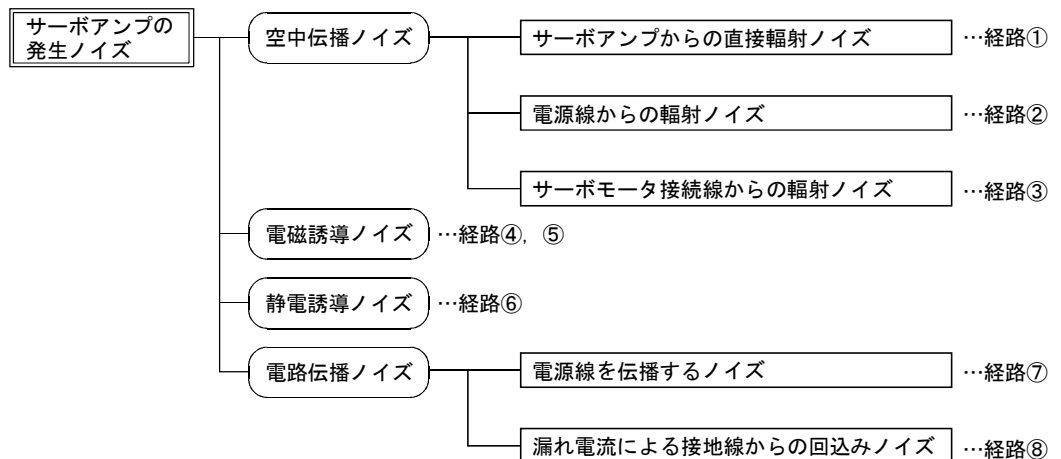 サーボアンプの
発生ノイズ
空中伝播ノイズ
サーボアンプからの直接輻射ノイズ …経路①
電源線からの輻射ノイズ …経路②
サーボモータ接続線からの輻射ノイズ …経路③
電磁誘導ノイズ …経路④, ⑤
静電誘導ノイズ …経路⑥
電路伝播ノイズ
電源線を伝播するノイズ …経路⑦
漏れ電流による接地線からの回込みノイズ …経路⑧